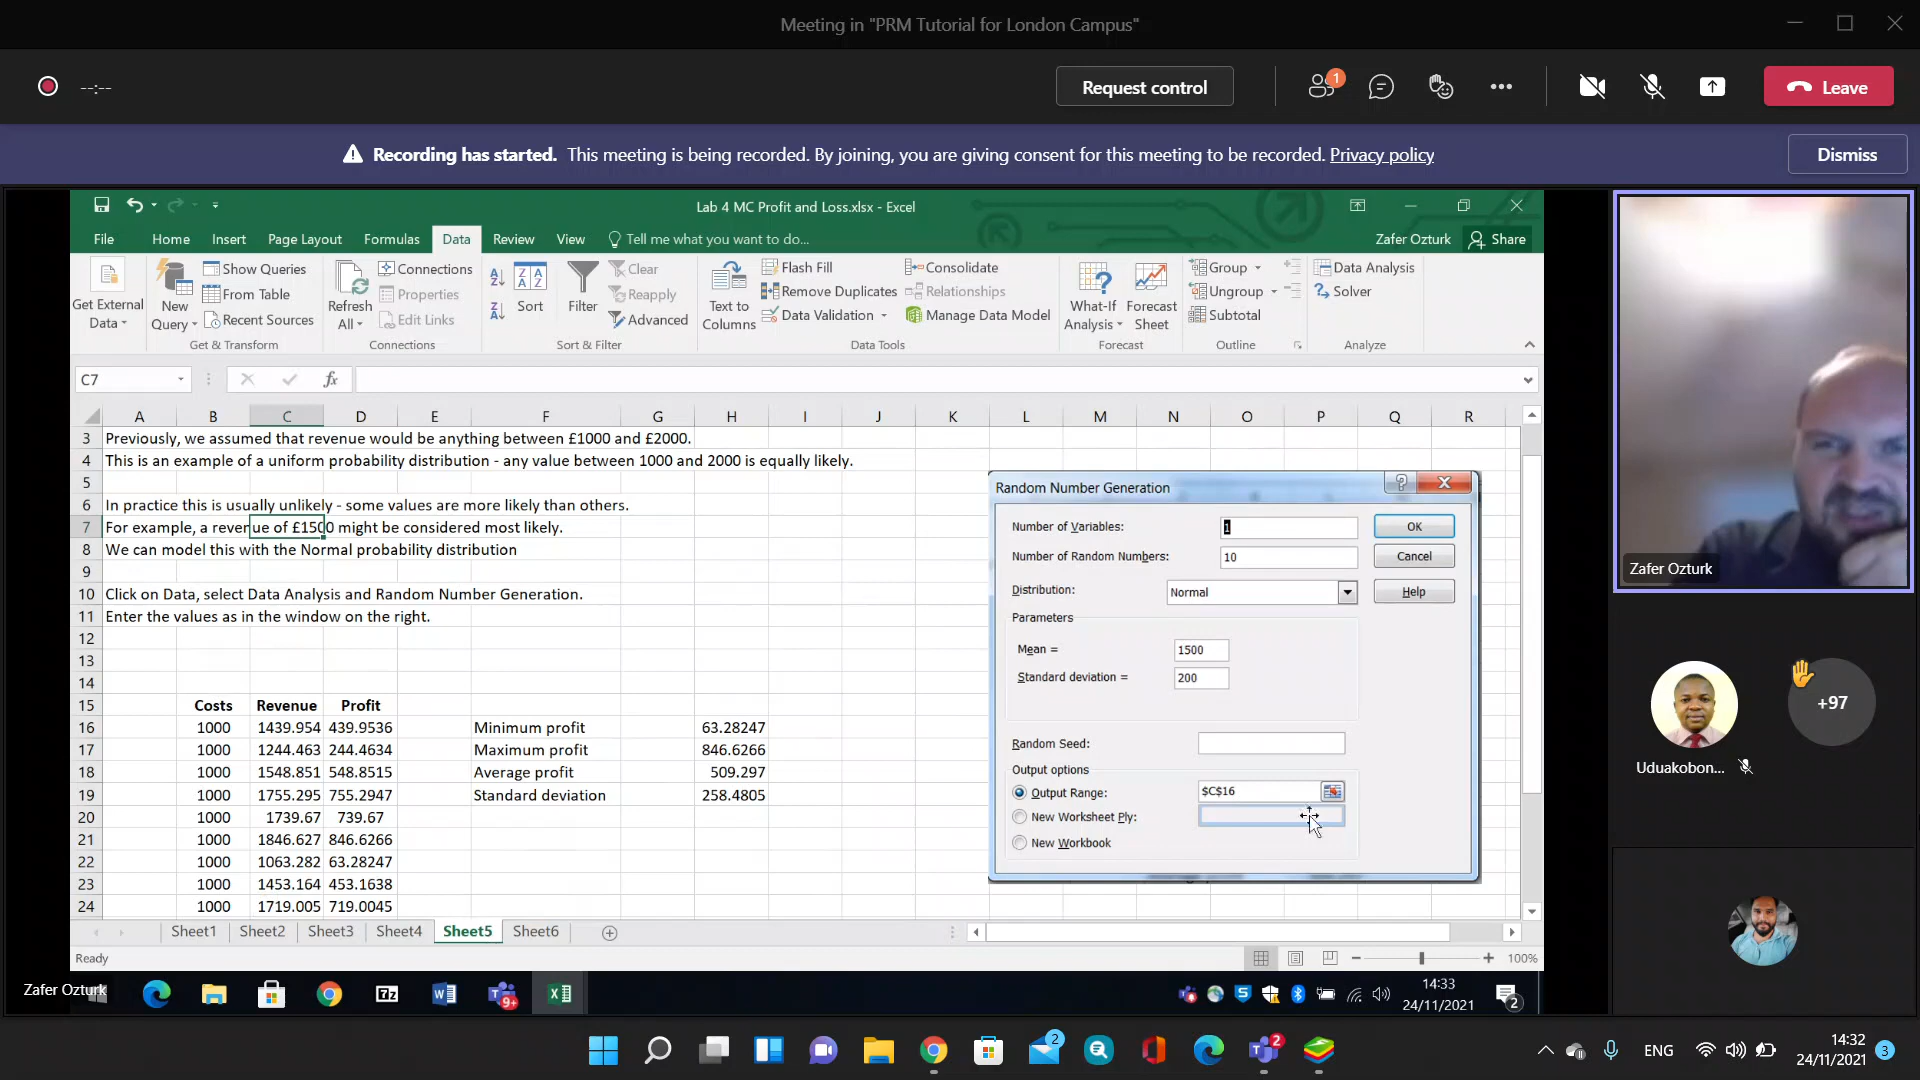 Meeting in "PRM Tutorial for London Campus"
--:--
Request control
1
Leave
Recording has started. This meeting is being recorded. By joining, you are giving consent for this meeting to be recorded. Privacy policy
Dismiss
Lab 4 MC Profit and Loss.xlsx - Excel
File Home Insert Page Layout Formulas Data Review View Tell me what you want to do...
Zafer Ozturk Share
Get External Data
New Query
Show Queries
From Table
Recent Sources
Get & Transform
Refresh All
Connections
Properties
Edit Links
Connections
Sort
Filter
Clear
Reapply
Advanced
Sort & Filter
Text to Columns
Flash Fill
Remove Duplicates
Data Validation
Consolidate
Relationships
Manage Data Model
Data Tools
What-If Analysis
Forecast Sheet
Forecast
Group
Ungroup
Subtotal
Outline
Data Analysis
Solver
Analyze
C7
fx
A B C D E F G H I J K L M N O P Q R
3 Previously, we assumed that revenue would be anything between £1000 and £2000.
4 This is an example of a uniform probability distribution - any value between 1000 and 2000 is equally likely.
5
6 In practice this is usually unlikely - some values are more likely than others.
7 For example, a revenue of £1500 might be considered most likely.
8 We can model this with the Normal probability distribution
9
10 Click on Data, select Data Analysis and Random Number Generation.
11 Enter the values as in the window on the right.
12
13
14
15 Costs Revenue Profit
16 1000 1439.954 439.9536 Minimum profit 63.28247
17 1000 1244.463 244.4634 Maximum profit 846.6266
18 1000 1548.851 548.8515 Average profit 509.297
19 1000 1755.295 755.2947 Standard deviation 258.4805
20 1000 1739.67 739.67
21 1000 1846.627 846.6266
22 1000 1063.282 63.28247
23 1000 1453.164 453.1638
24 1000 1719.005 719.0045
Random Number Generation
?
Number of Variables: 1
OK
Number of Random Numbers: 10
Cancel
Distribution: Normal
Help
Parameters
Mean = 1500
Standard deviation = 200
Random Seed:
Output options
Output Range: $C$16
New Worksheet Ply:
New Workbook
Sheet1 Sheet2 Sheet3 Sheet4 Sheet5 Sheet6
Ready
100%
Zafer Ozturk
7z
9+
14:33
24/11/2021
2
Zafer Ozturk
Uduakobon...
+97
2
2
ENG
14:32
24/11/2021
3